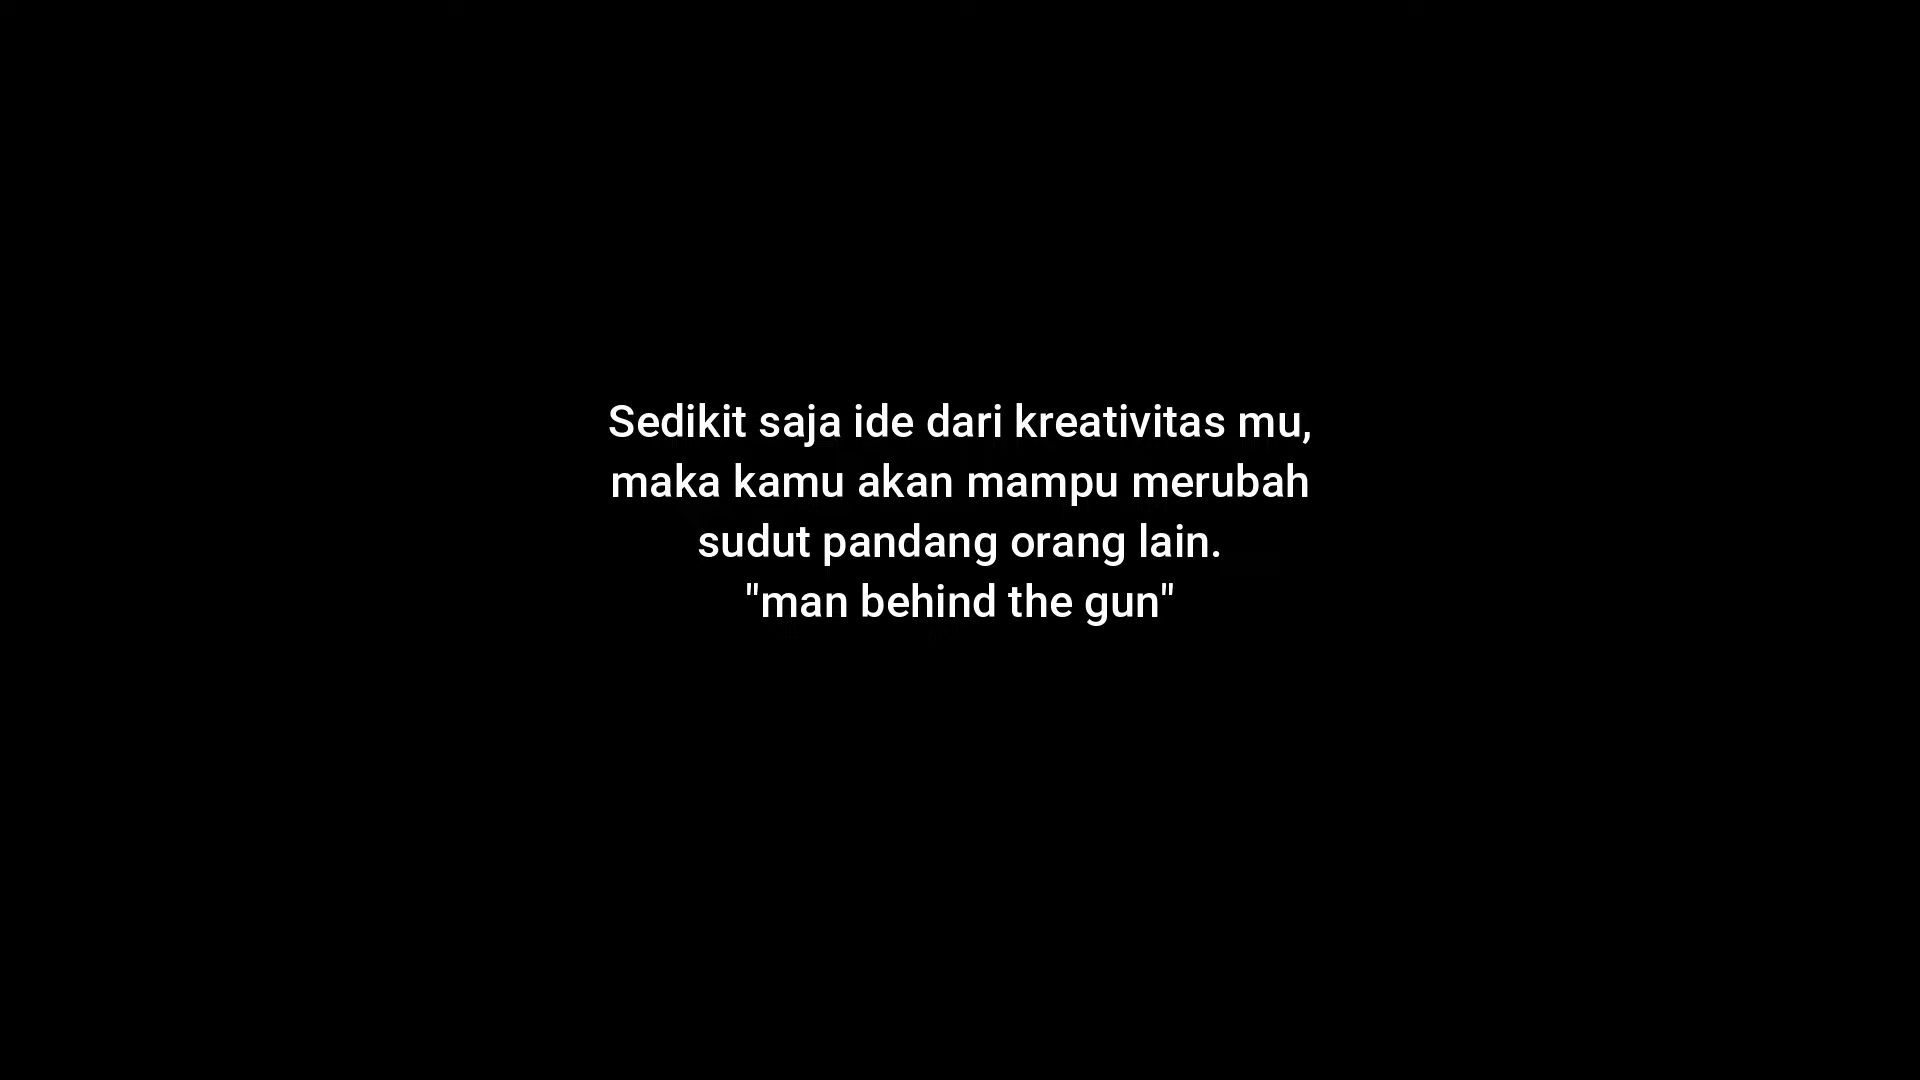 Sedikit saja ide dari kreativitas mu,
maka kamu akan mampu merubah
sudut pandang orang lain.
"man behind the gun"